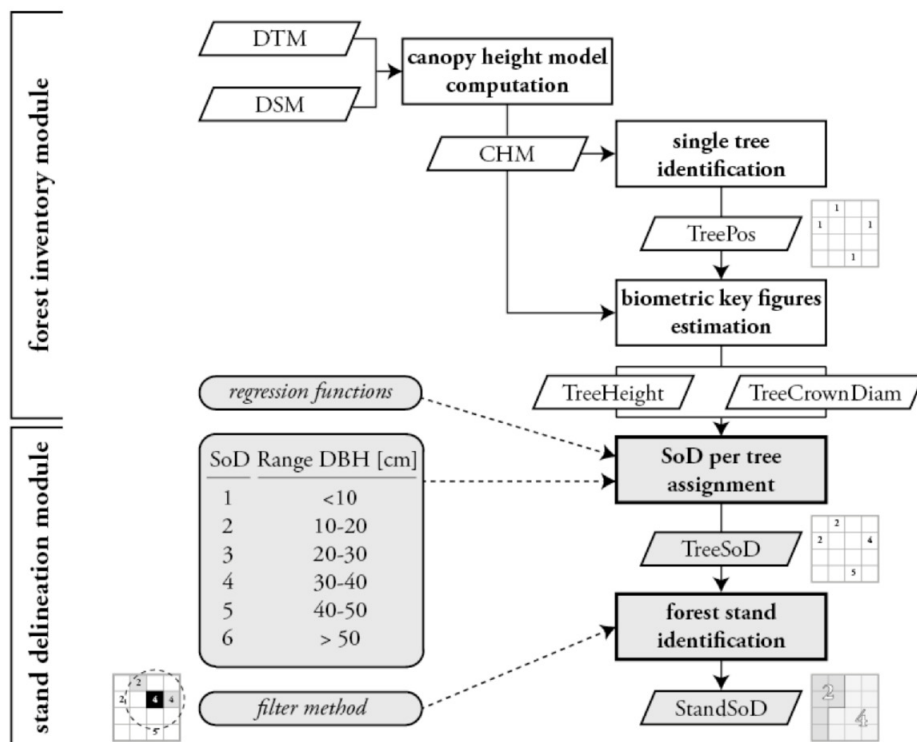 forest inventory module
DTM
DSM
canopy height model
computation
CHM
single tree
identification
TreePos
1
1
1
1
biometric key figures
estimation
TreeHeight
TreeCrownDiam
regression functions
stand delineation module
SoD Range DBH [cm]
1 <10
2 10-20
3 20-30
4 30-40
5 40-50
6 > 50
SoD per tree
assignment
TreeSoD
2
2 4
5
forest stand
identification
filter method
2
2 4 4
5
StandSoD
2
4